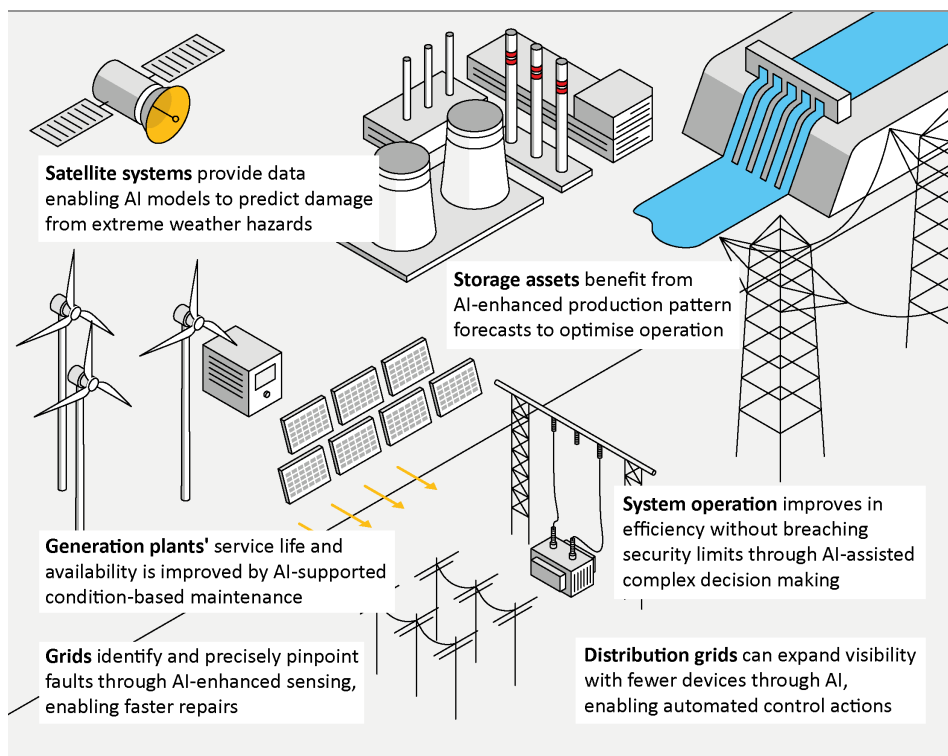 Satellite systems provide data
enabling AI models to predict damage
from extreme weather hazards
Storage assets benefit from
AI-enhanced production pattern
forecasts to optimise operation
Generation plants' service life and
availability is improved by AI-supported
condition-based maintenance
System operation improves in
efficiency without breaching
security limits through AI-assisted
complex decision making
Grids identify and precisely pinpoint
faults through AI-enhanced sensing,
enabling faster repairs
Distribution grids can expand visibility
with fewer devices through AI,
enabling automated control actions